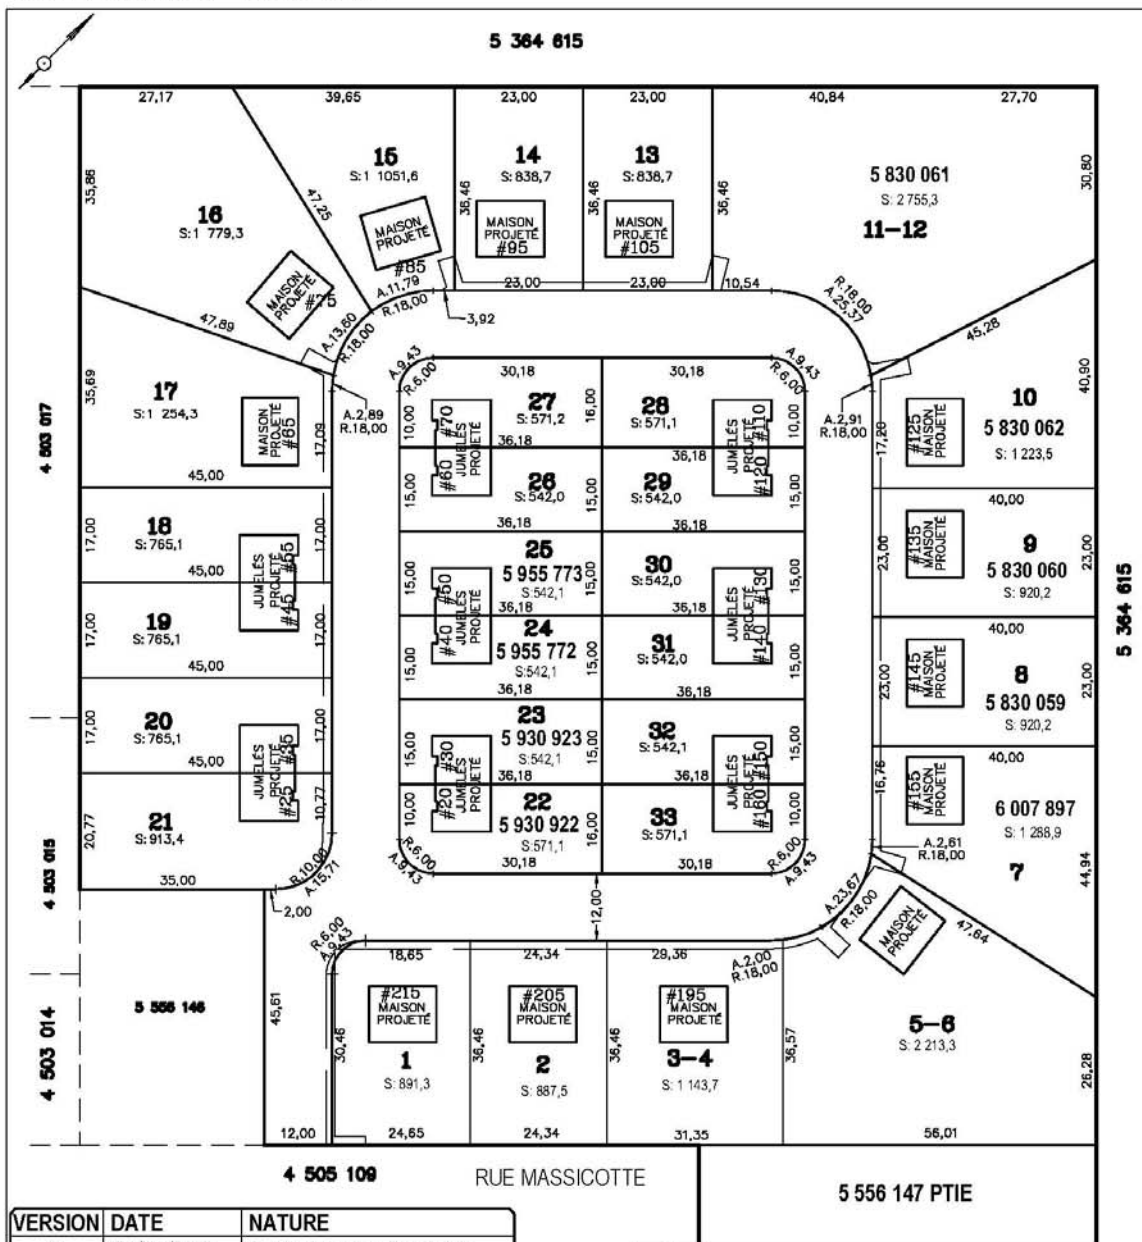 5 364 615
27,17
39,65
23,00
23,00
40,84
27,70
35,86
16
S:1 779,3
MAISON
PROJETÉ
#75
47,25
15
S:1 1051,6
MAISON
PROJETÉ
#85
14
S:838,7
36,46
MAISON
PROJETÉ
#95
23,00
13
S:838,7
36,46
MAISON
PROJETÉ
#105
23,00
36,46
5 830 061
S: 2 755,3
11-12
30,80
10,54
R.18,00
A.25,37
45,28
A.11,79
R.18,00
3,92
A.13,60
R.18,00
47,89
4 503 017
35,69
17
S:1 254,3
MAISON
PROJETÉ
#65
17,09
45,00
A.2,89
R.18,00
A.9,43
R.6,00
30,18
30,18
A.9,43
R.6,00
10,00
#70
27
S:571,2
16,00
28
S:571,1
#110
10,00
36,18
36,18
JUMELÉS
PROJETÉ
#60
15,00
26
S:542,0
15,00
29
S:542,0
JUMELÉS
PROJETÉ
#120
15,00
36,18
36,18
A.2,91
R.18,00
17,29
#125
MAISON
PROJETÉ
10
5 830 062
S: 1 223,5
40,90
40,00
17,00
18
S:765,1
#55
17,00
45,00
JUMELÉS
PROJETÉ
17,00
19
S:765,1
#45
17,00
45,00
15,00
#50
25
5 955 773
S:542,1
15,00
30
S:542,0
#130
15,00
36,18
36,18
JUMELÉS
PROJETÉ
#40
15,00
24
5 955 772
S:542,1
15,00
31
S:542,0
JUMELÉS
PROJETÉ
#140
15,00
36,18
36,18
23,00
#135
MAISON
PROJETÉ
9
5 830 060
S: 920,2
23,00
40,00
5 364 615
23,00
#145
MAISON
PROJETÉ
8
5 830 059
S: 920,2
23,00
40,00
17,00
20
S:765,1
#35
17,00
45,00
JUMELÉS
PROJETÉ
20,77
21
S:913,4
#25
10,77
35,00
R.10,00
A.15,71
2,00
4 503 015
15,00
#30
23
5 930 923
S:542,1
15,00
32
S:542,1
#150
15,00
36,18
36,18
JUMELÉS
PROJETÉ
#20
10,00
22
5 930 922
S:571,1
16,00
33
S:571,1
JUMELÉS
PROJETÉ
#160
10,00
R.6,00
A.9,43
30,18
30,18
R.6,00
A.9,43
16,76
#155
MAISON
PROJETÉ
6 007 897
S: 1 288,9
7
44,94
A.2,61
R.18,00
12,00
A.23,67
R.18,00
MAISON
PROJETÉ
47,64
R.6,00
A.9,43
18,65
24,34
29,36
A.2,00
R.18,00
5 556 146
4 503 014
45,61
30,46
#215
MAISON
PROJETÉ
1
S: 891,3
36,46
#205
MAISON
PROJETÉ
2
S: 887,5
36,46
#195
MAISON
PROJETÉ
3-4
S: 1 143,7
36,57
5-6
S: 2 213,3
26,28
12,00
24,65
24,34
31,35
56,01
4 505 109
RUE MASSICOTTE
5 556 147 PTIE
VERSION DATE NATURE